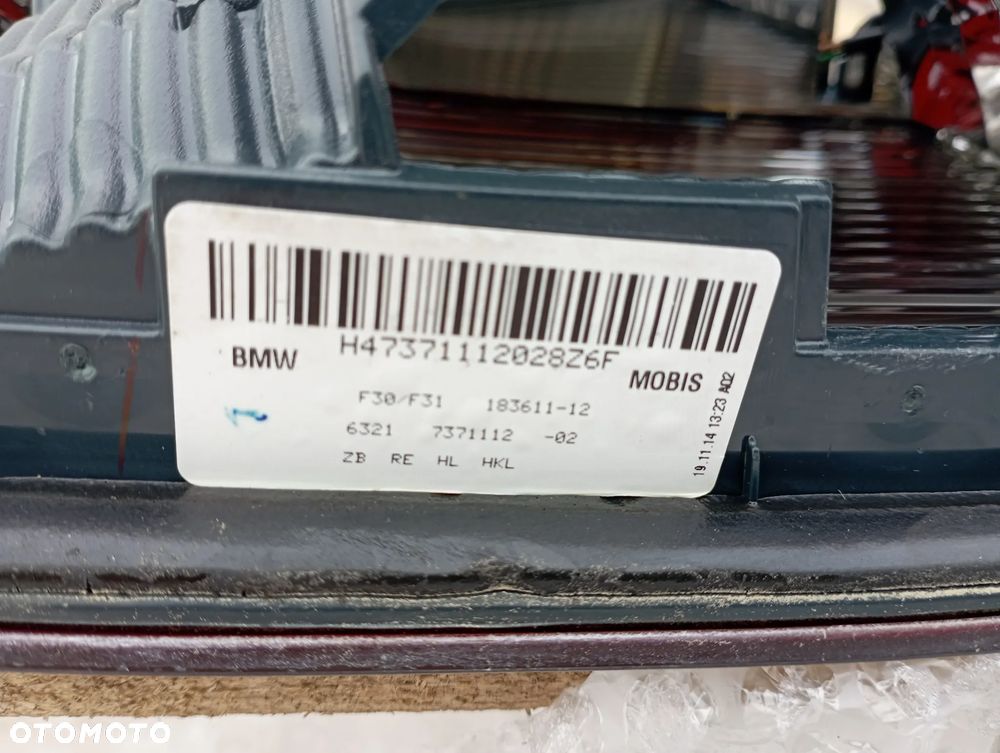 H47371112028Z6F
BMW
MOBIS
F30/F31 183611-12
6321 7371112 -02
ZB RE HL HKL
19.11.14 13:23 A02
OTOMOTO